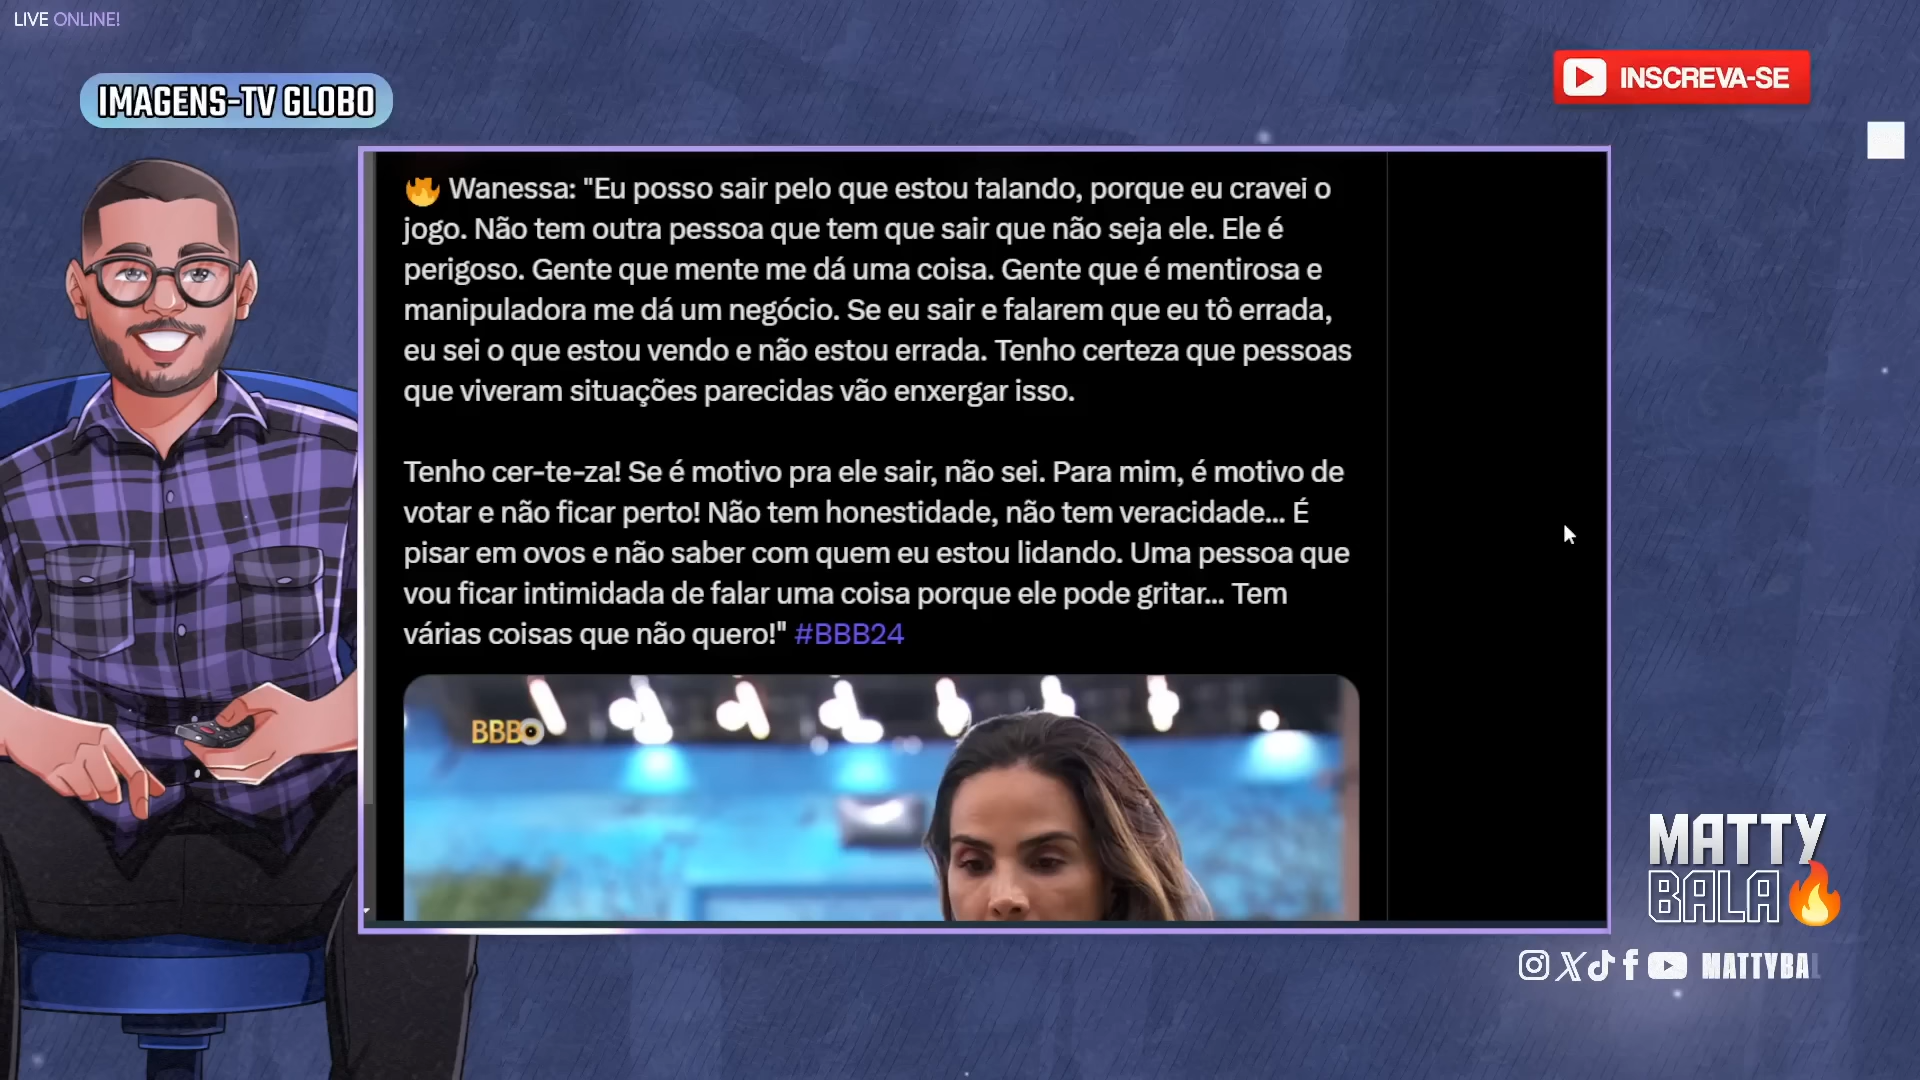 LIVE ONLINE!
IMAGENS-TV GLOBO
INSCREVA-SE
Wanessa: "Eu posso sair pelo que estou falando, porque eu cravei o
jogo. Não tem outra pessoa que tem que sair que não seja ele. Ele é
perigoso. Gente que mente me dá uma coisa. Gente que é mentirosa e
manipuladora me dá um negócio. Se eu sair e falarem que eu tô errada,
eu sei o que estou vendo e não estou errada. Tenho certeza que pessoas
que viveram situações parecidas vão enxergar isso.
Tenho cer-te-za! Se é motivo pra ele sair, não sei. Para mim, é motivo de
votar e não ficar perto! Não tem honestidade, não tem veracidade... É
pisar em ovos e não saber com quem eu estou lidando. Uma pessoa que
vou ficar intimidada de falar uma coisa porque ele pode gritar... Tem
várias coisas que não quero!" #BBB24
BBB
MATTY
BALA
MATTYBAL